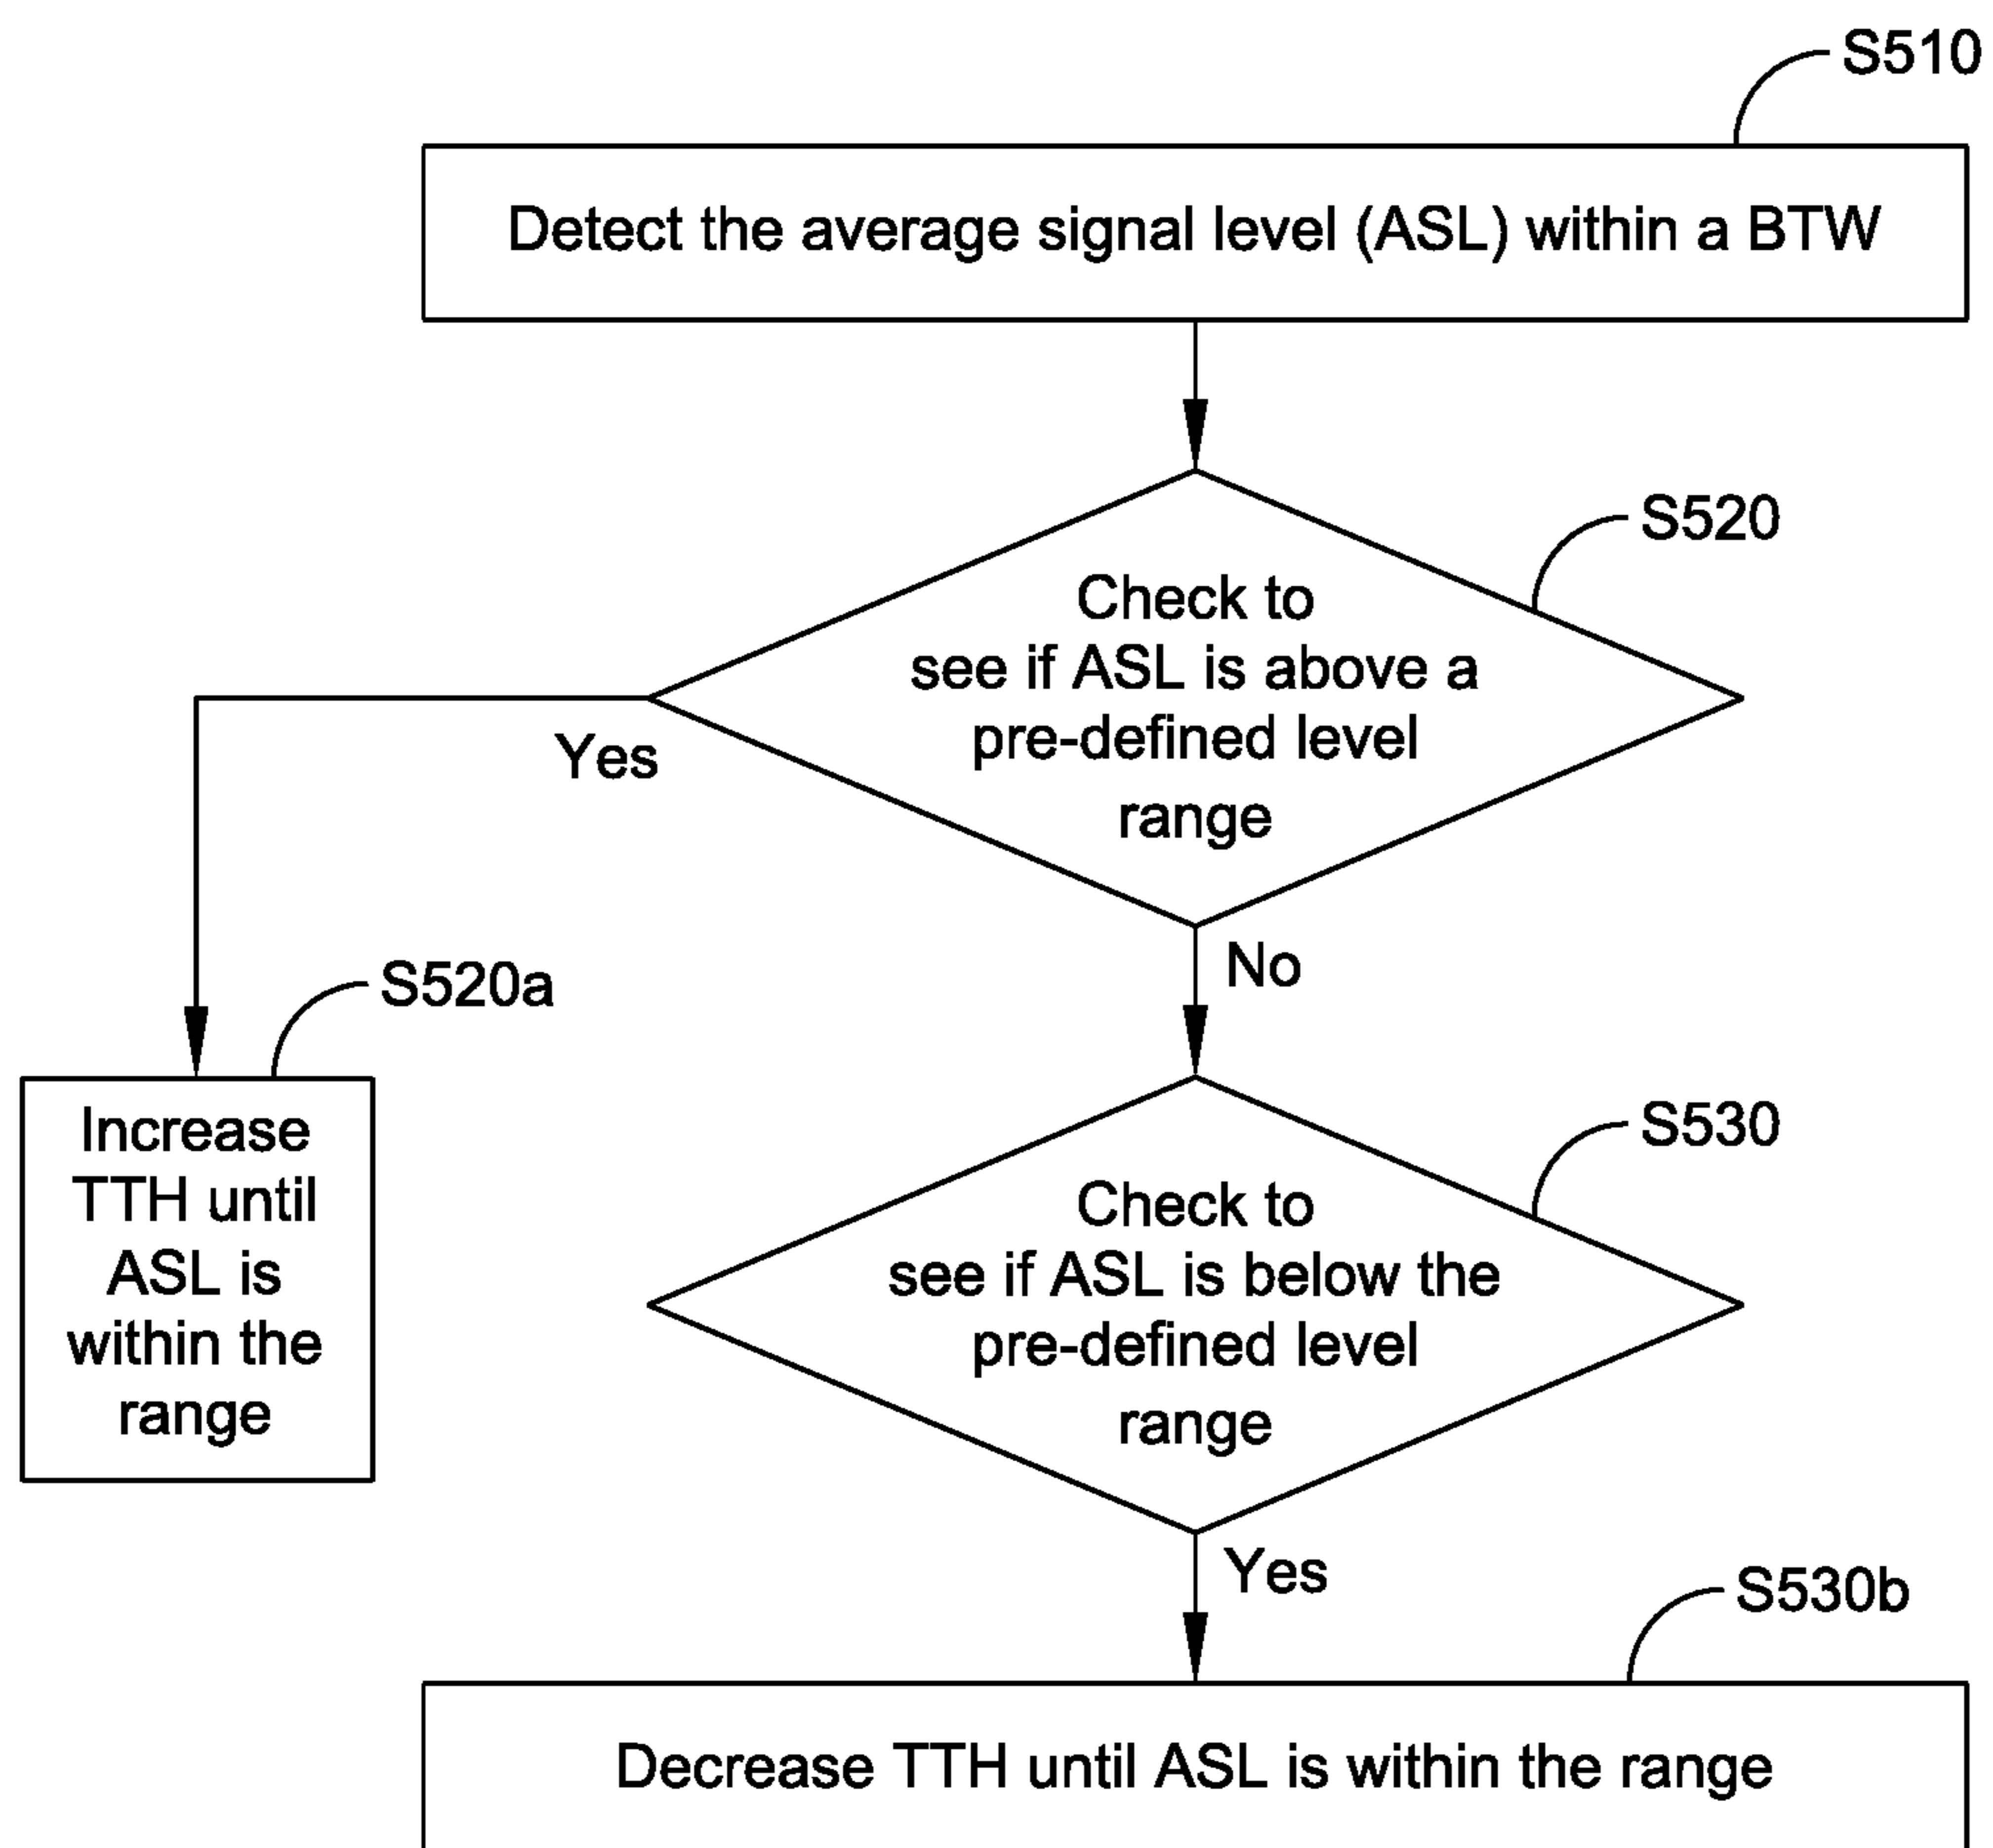 S510
Detect the average signal level (ASL) within a BTW
S520
Check to
see if ASL is above a
pre-defined level
range
Yes
No
S520a
Increase
TTH until
ASL is
within the
range
S530
Check to
see if ASL is below the
pre-defined level
range
Yes
S530b
Decrease TTH until ASL is within the range